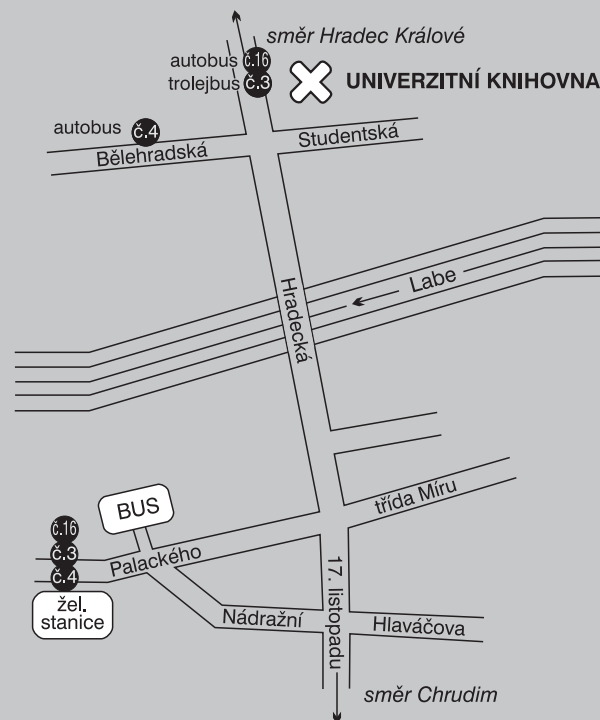 směr Hradec Králové
autobus č.16
trolejbus č.3
UNIVERZITNÍ KNIHOVNA
autobus č.4
Bělehradská
Studentská
Labe
Hradecká
třída Míru
BUS
č.16
č.3
č.4
Palackého
žel.
stanice
17. listopadu
Nádražní
Hlaváčova
směr Chrudim